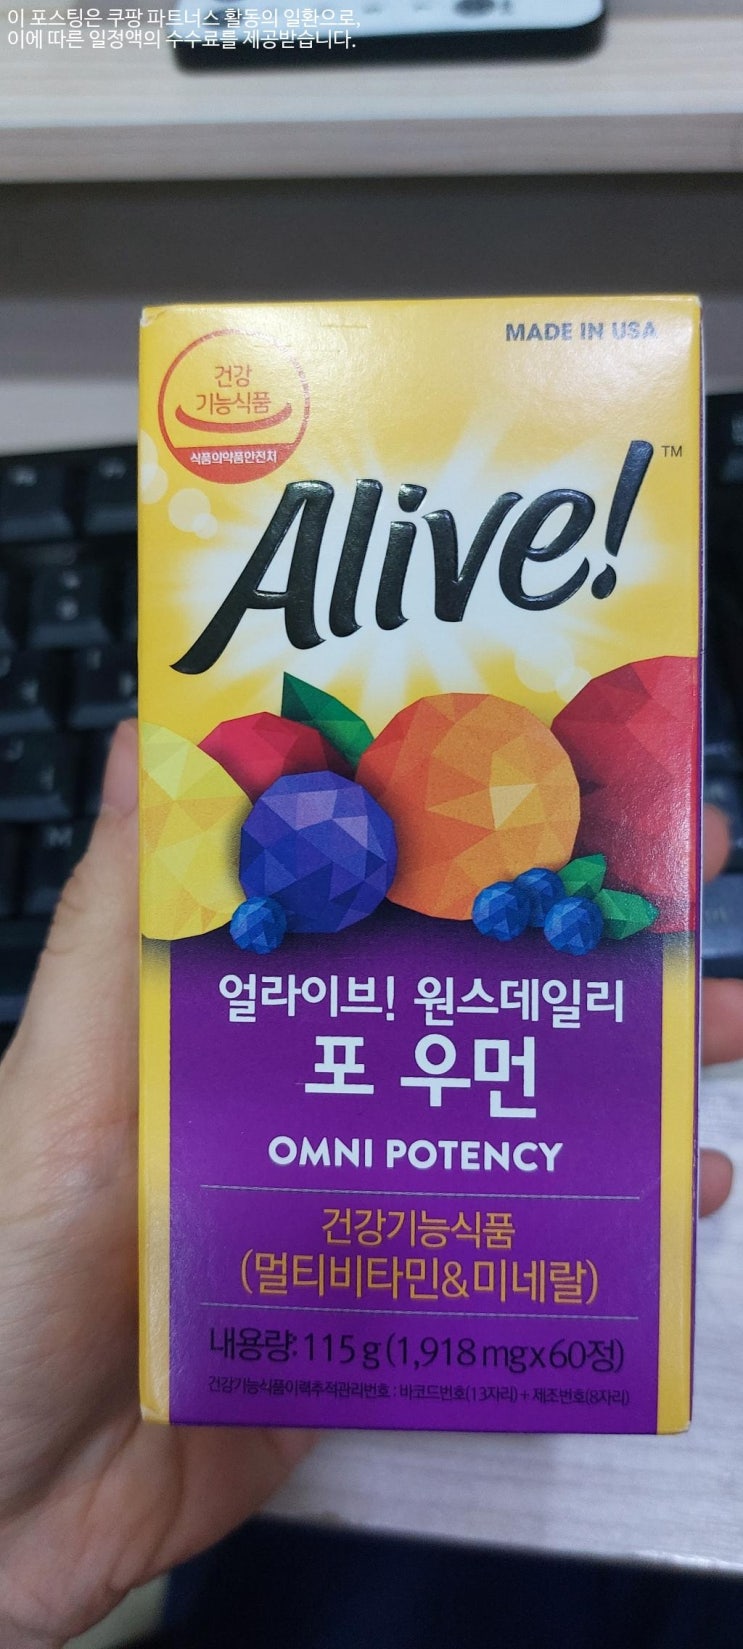 이 포스팅은 쿠팡 파트너스 활동의 일환으로,
이에 따른 일정액의 수수료를 제공받습니다.
MADE IN USA
건강
기능식품
식품의약품안전처
Alive!™
얼라이브! 원스데일리
포 우먼
OMNI POTENCY
건강기능식품
(멀티비타민&미네랄)
내용량: 115 g (1,918 mg x 60정)
건강기능식품이력추적관리번호 : 바코드번호(13자리) + 제조번호(8자리)